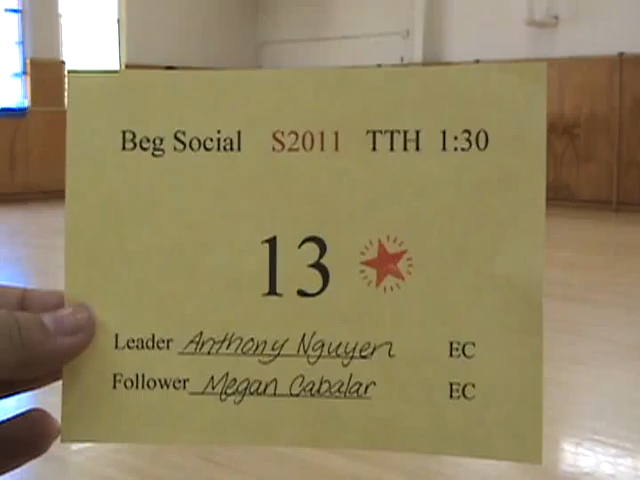 Beg Social S2011 TTH 1:30
13
Leader Anthony Nguyen EC
Follower Megan Cabalar EC